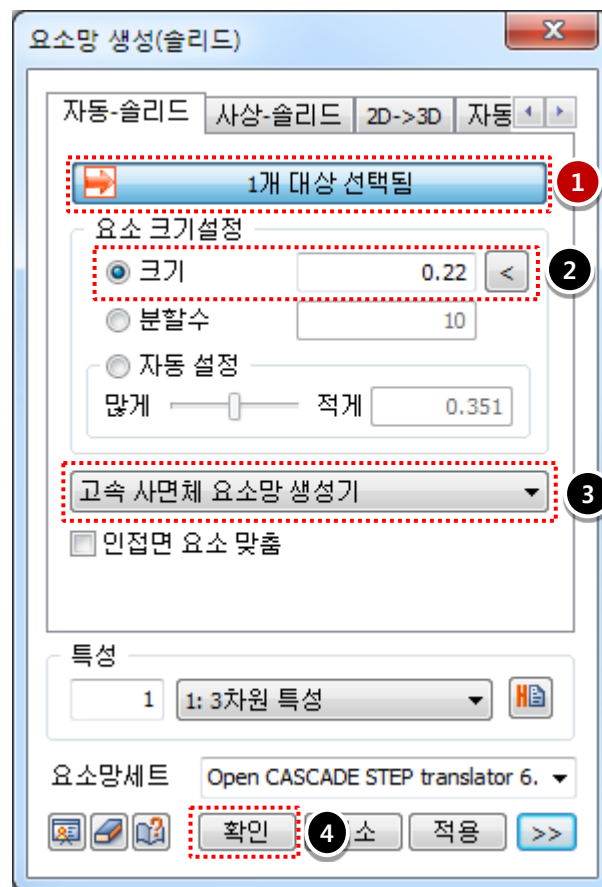 요소망 생성(솔리드)
자동-솔리드 사상-솔리드 2D->3D 자동
1개 대상 선택됨 1
요소 크기설정
크기 0.22 < 2
분할수 10
자동 설정
많게 적게 0.351
고속 사면체 요소망 생성기 3
인접면 요소 맞춤
특성
1 1: 3차원 특성 H
요소망세트 Open CASCADE STEP translator 6.
확인 4 소 적용 >>